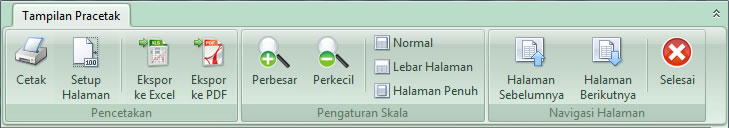 Tampilan Pracetak
Cetak
Setup
Halaman
Ekspor
ke Excel
Ekspor
ke PDF
Pencetakan
Perbesar
Perkecil
Normal
Lebar Halaman
Halaman Penuh
Pengaturan Skala
Halaman
Sebelumnya
Halaman
Berikutnya
Selesai
Navigasi Halaman
100